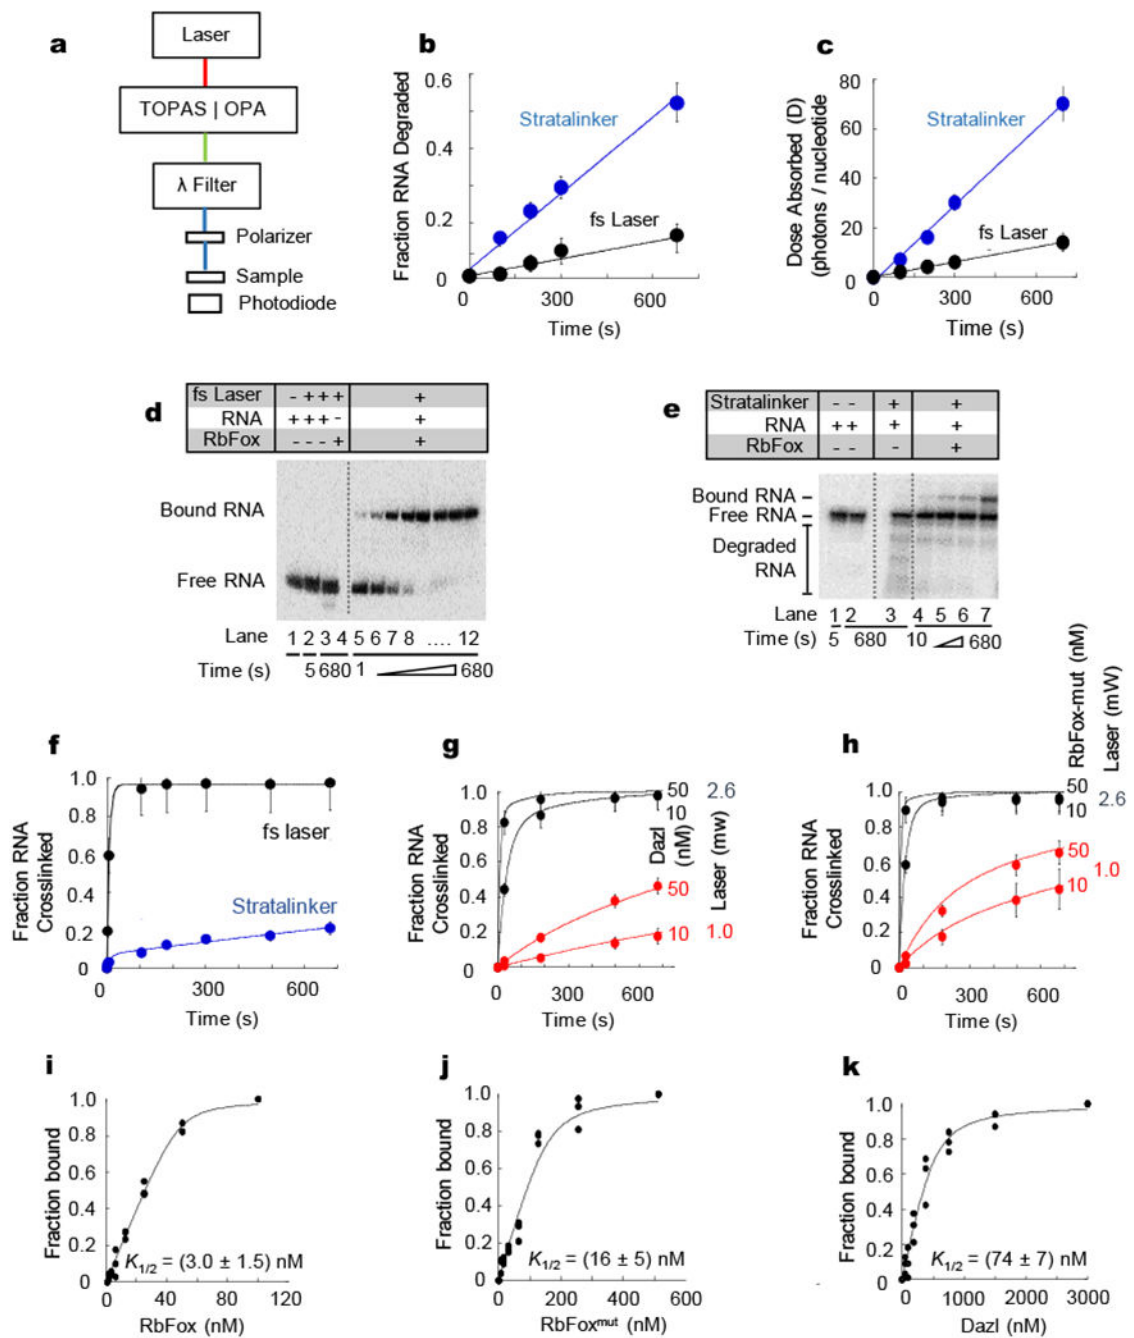 a
Laser
TOPAS | OPA
λ Filter
Polarizer
Sample
Photodiode
b
Fraction RNA Degraded
0.6
0.4
0.2
0
Stratalinker
fs Laser
0
300
600
Time (s)
c
Dose Absorbed (D)
(photons / nucleotide
80
60
40
20
0
Stratalinker
fs Laser
0
300
600
Time (s)
d
fs Laser - + + + +
RNA + + + - +
RbFox - - - + +
Bound RNA
Free RNA
Lane 1 2 3 4 5 6 7 8 .... 12
Time (s) 5 680 1 680
e
Stratalinker - - + +
RNA + + + +
RbFox - - - +
Bound RNA
Free RNA
Degraded
RNA
Lane 1 2 3 4 5 6 7
Time (s) 5 680 10 680
f
Fraction RNA
Crosslinked
1.0
0.8
0.6
0.4
0.2
0
fs laser
Stratalinker
0 300 600
Time (s)
g
Fraction RNA
Crosslinked
1.0
0.8
0.6
0.4
0.2
0
50
10
2.6
Dazl
(nM)
Laser (mw)
50
10
1.0
0 300 600
Time (s)
h
Fraction RNA
Crosslinked
1.0
0.8
0.6
0.4
0.2
0
RbFox-mut (nM)
Laser (mW)
50
10
2.6
50
10
1.0
0 300 600
Time (s)
i
Fraction bound
1.0
0.8
0.6
0.4
0.2
0
K1/2 = (3.0 ± 1.5) nM
0 40 80 120
RbFox (nM)
j
Fraction bound
1.0
0.8
0.6
0.4
0.2
0
K1/2 = (16 ± 5) nM
0 200 400 600
RbFoxmut (nM)
k
Fraction bound
1.0
0.8
0.6
0.4
0.2
0
K1/2 = (74 ± 7) nM
0 1000 2000 3000
Dazl (nM)